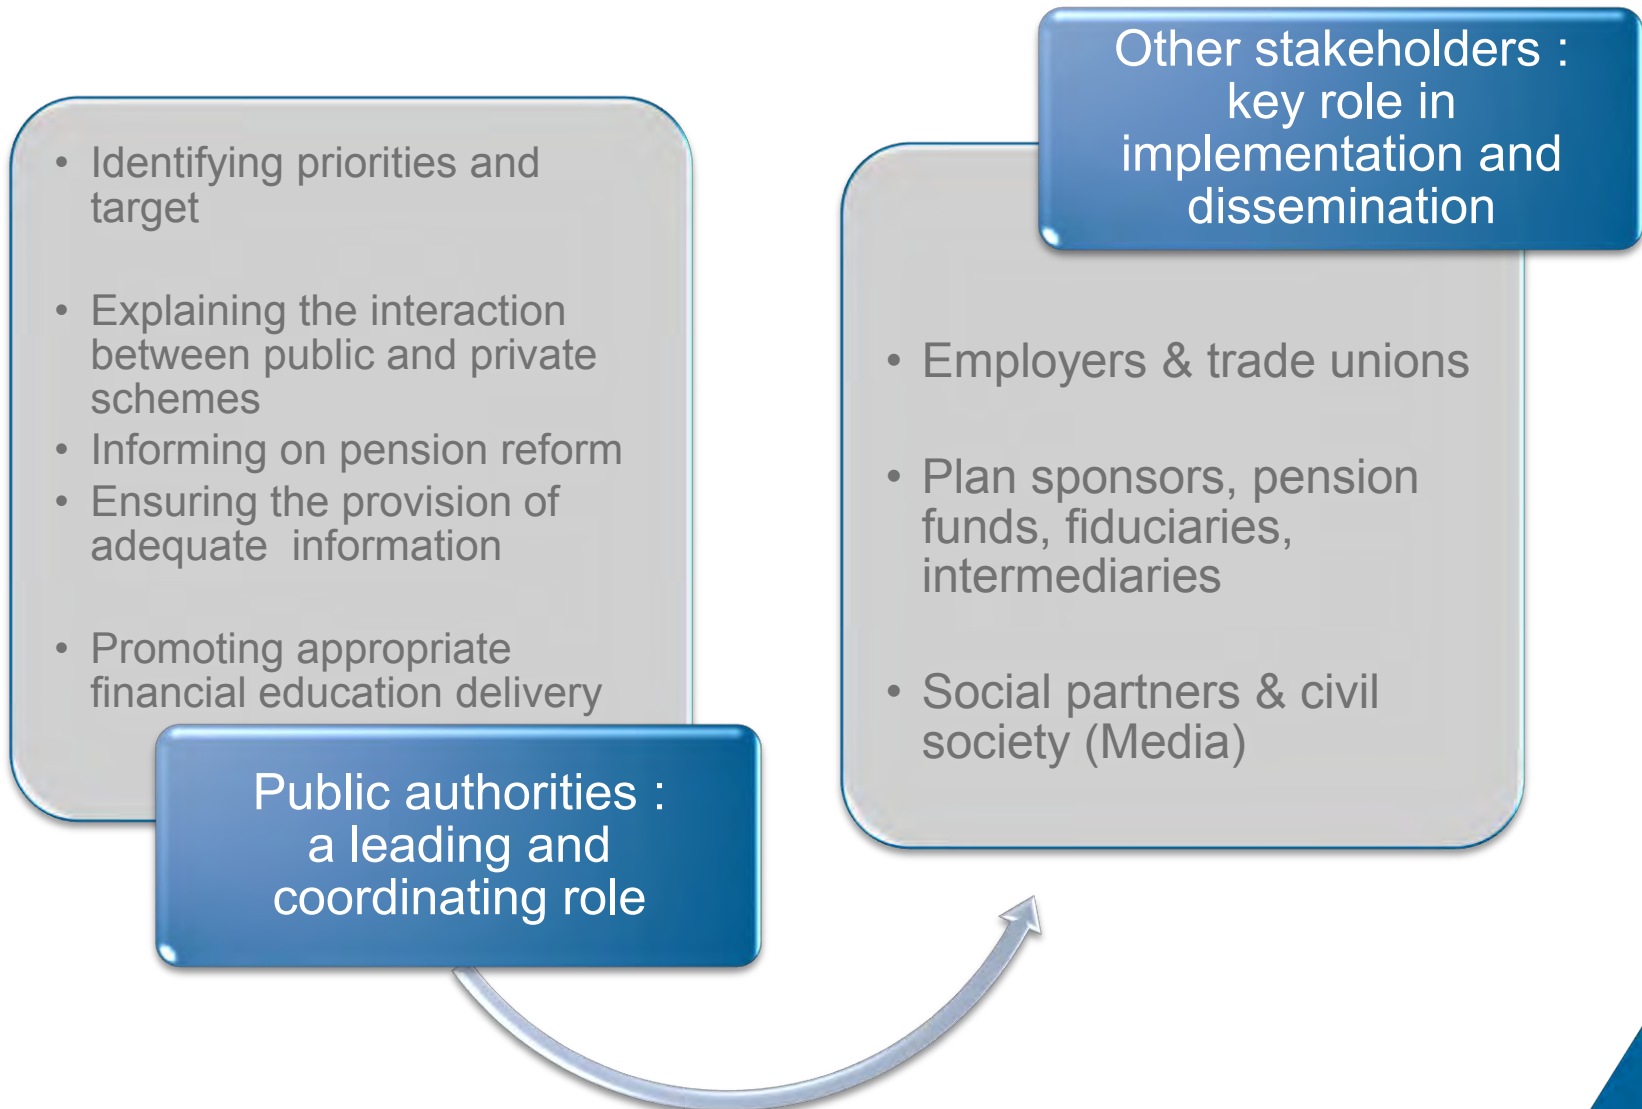 • Identifying priorities and
target
• Explaining the interaction
between public and private
schemes
• Informing on pension reform
• Ensuring the provision of
adequate  information
• Promoting appropriate
financial education delivery
Public authorities :
a leading and
coordinating role
Other stakeholders :
key role in
implementation and
dissemination
• Employers & trade unions
• Plan sponsors, pension
funds, fiduciaries,
intermediaries
• Social partners & civil
society (Media)